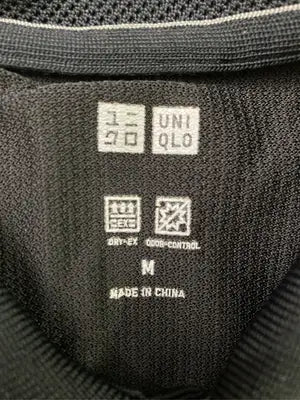 ユニ UNI
クロ QLO
DRY-EX ODOR-CONTROL
M
MADE IN CHINA